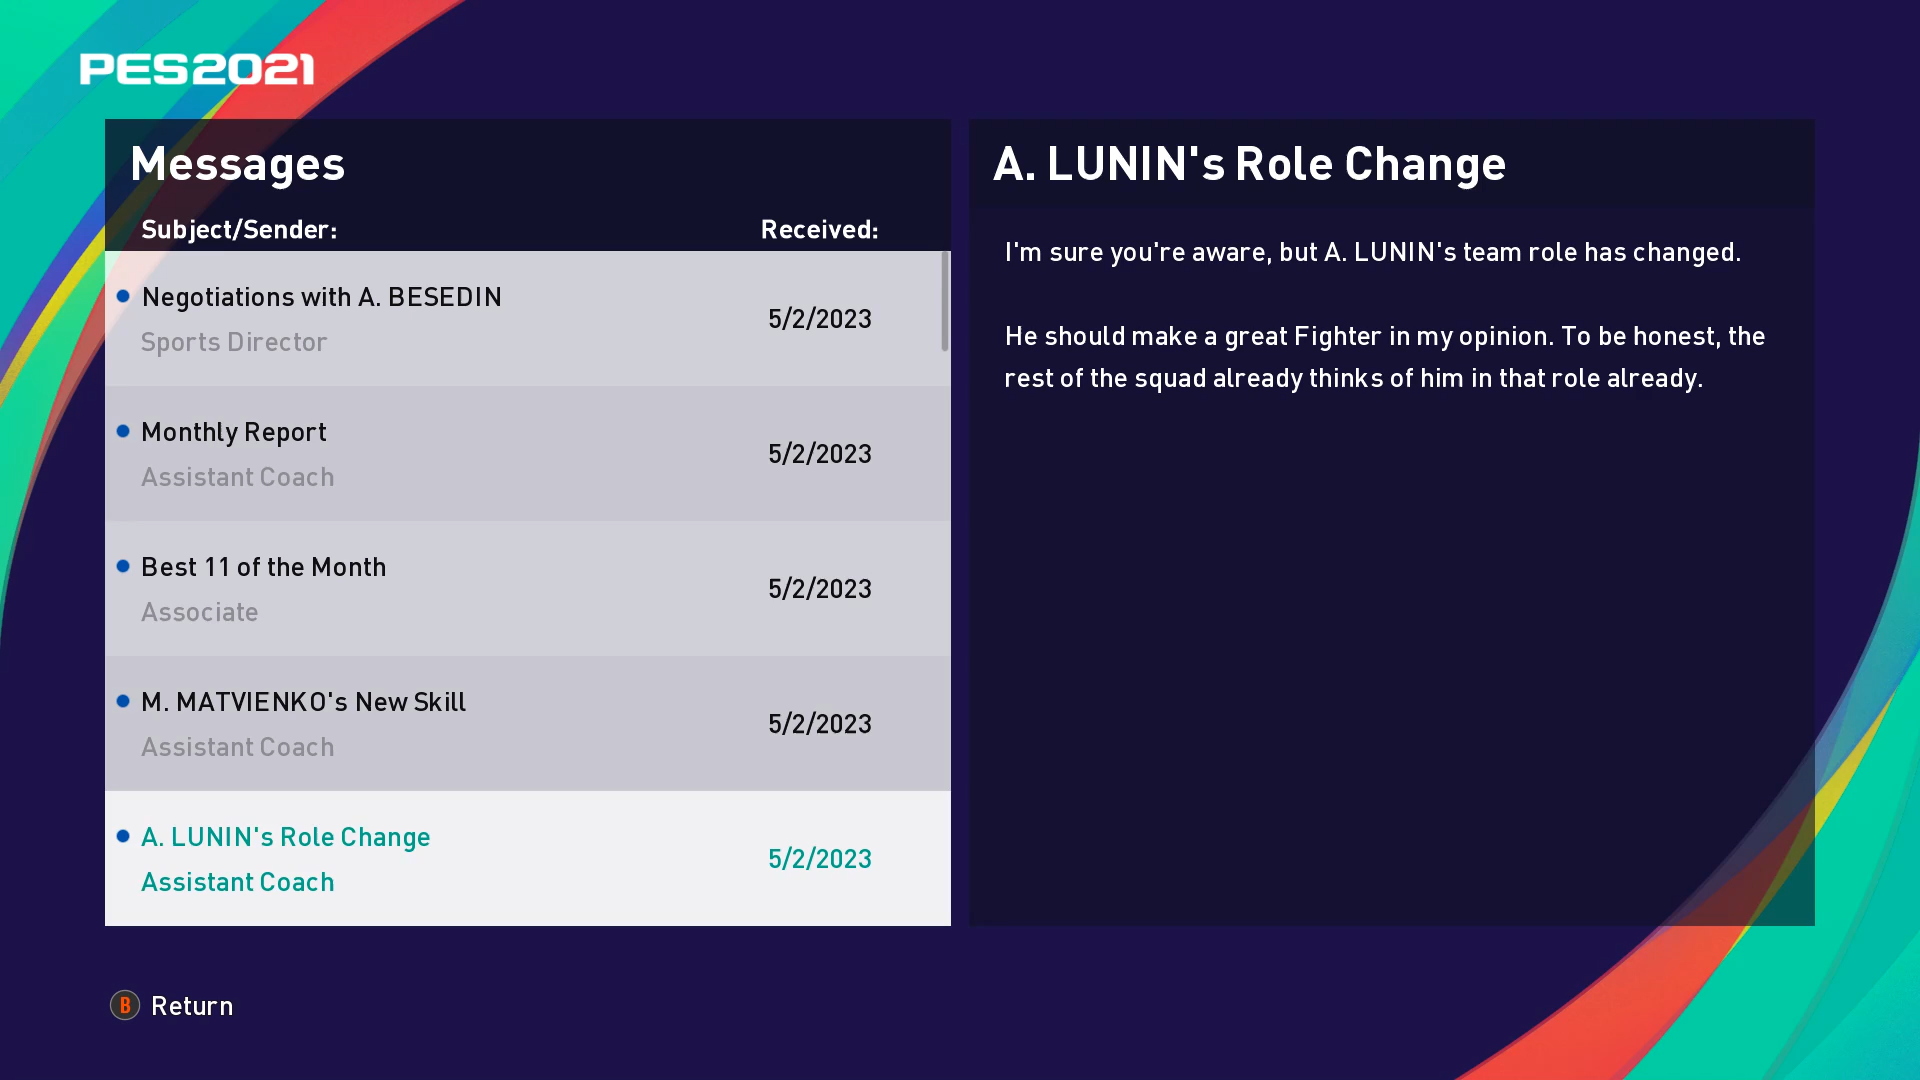 PES2021
Messages
Subject/Sender:
Received:
Negotiations with A. BESEDIN
Sports Director
5/2/2023
Monthly Report
Assistant Coach
5/2/2023
Best 11 of the Month
Associate
5/2/2023
M. MATVIENKO's New Skill
Assistant Coach
5/2/2023
A. LUNIN's Role Change
Assistant Coach
5/2/2023
A. LUNIN's Role Change
I'm sure you're aware, but A. LUNIN's team role has changed.
He should make a great Fighter in my opinion. To be honest, the
rest of the squad already thinks of him in that role already.
B Return